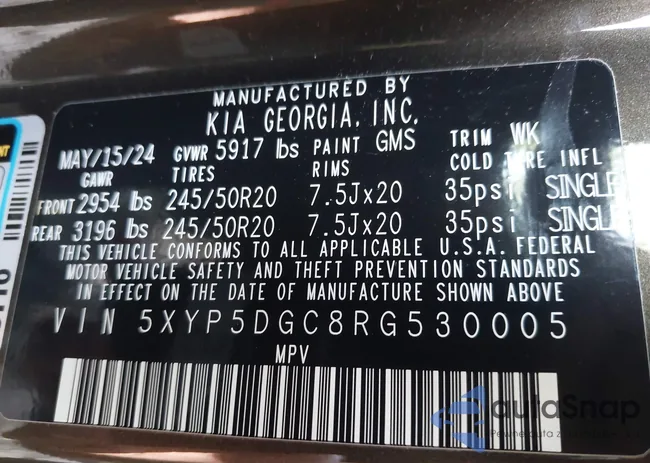 MANUFACTURED BY
KIA GEORGIA, INC.
MAY/15/24 GVWR 5917 lbs PAINT GMS TRIM WK
GAWR TIRES RIMS COLD TIRE INFL
FRONT 2954 lbs 245/50R20 7.5Jx20 35psi SINGLE
REAR 3196 lbs 245/50R20 7.5Jx20 35psi SINGLE
THIS VEHICLE CONFORMS TO ALL APPLICABLE U.S.A. FEDERAL
MOTOR VEHICLE SAFETY AND THEFT PREVENTION STANDARDS
IN EFFECT ON THE DATE OF MANUFACTURE SHOWN ABOVE
VIN 5XYP5DGC8RG530005
MPV
autoSnap